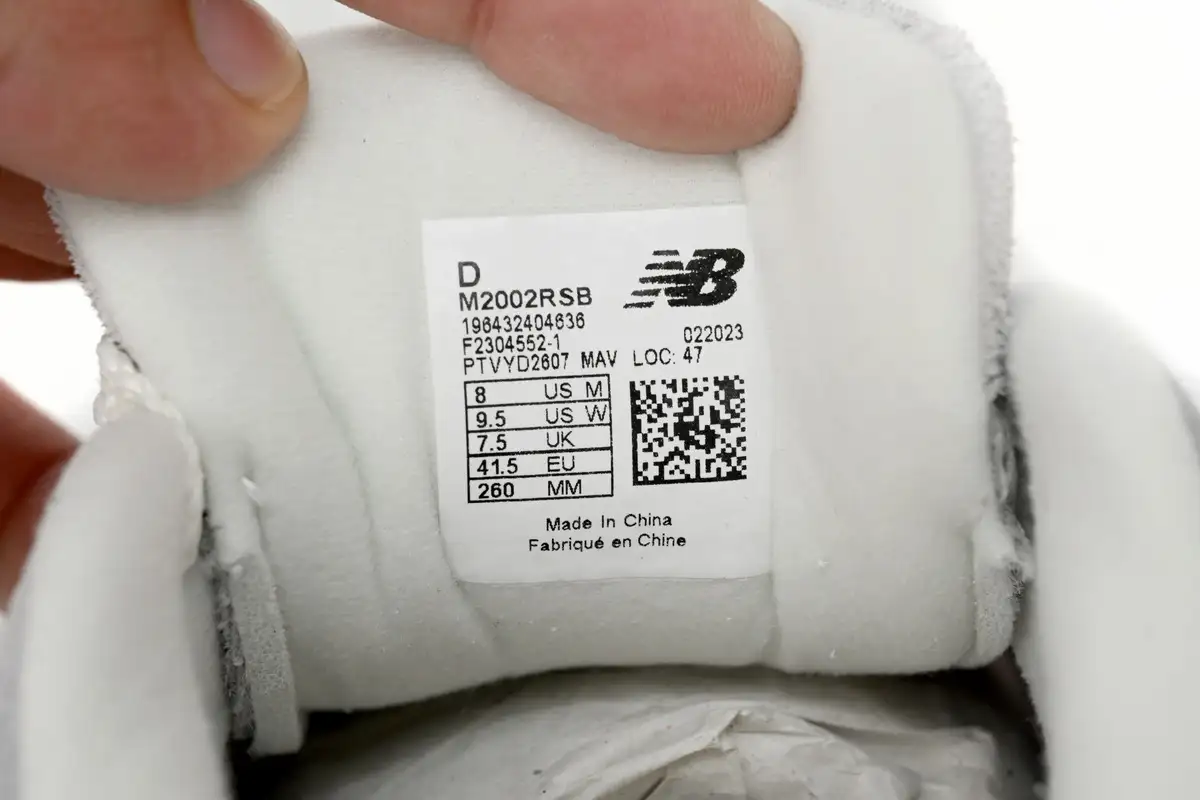 D
NB
M2002RSB
196432404636
F2304552-1
022023
PTVYD2607 MAV LOC: 47
8 US M
9.5 US W
7.5 UK
41.5 EU
260 MM
Made In China
Fabriqué en Chine